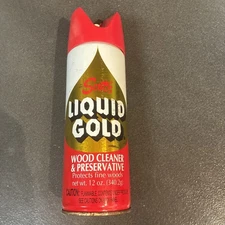 Scott's
LIQUID
GOLD
WOOD CLEANER
& PRESERVATIVE
Protects fine woods
net wt. 12 oz. (340.2g)